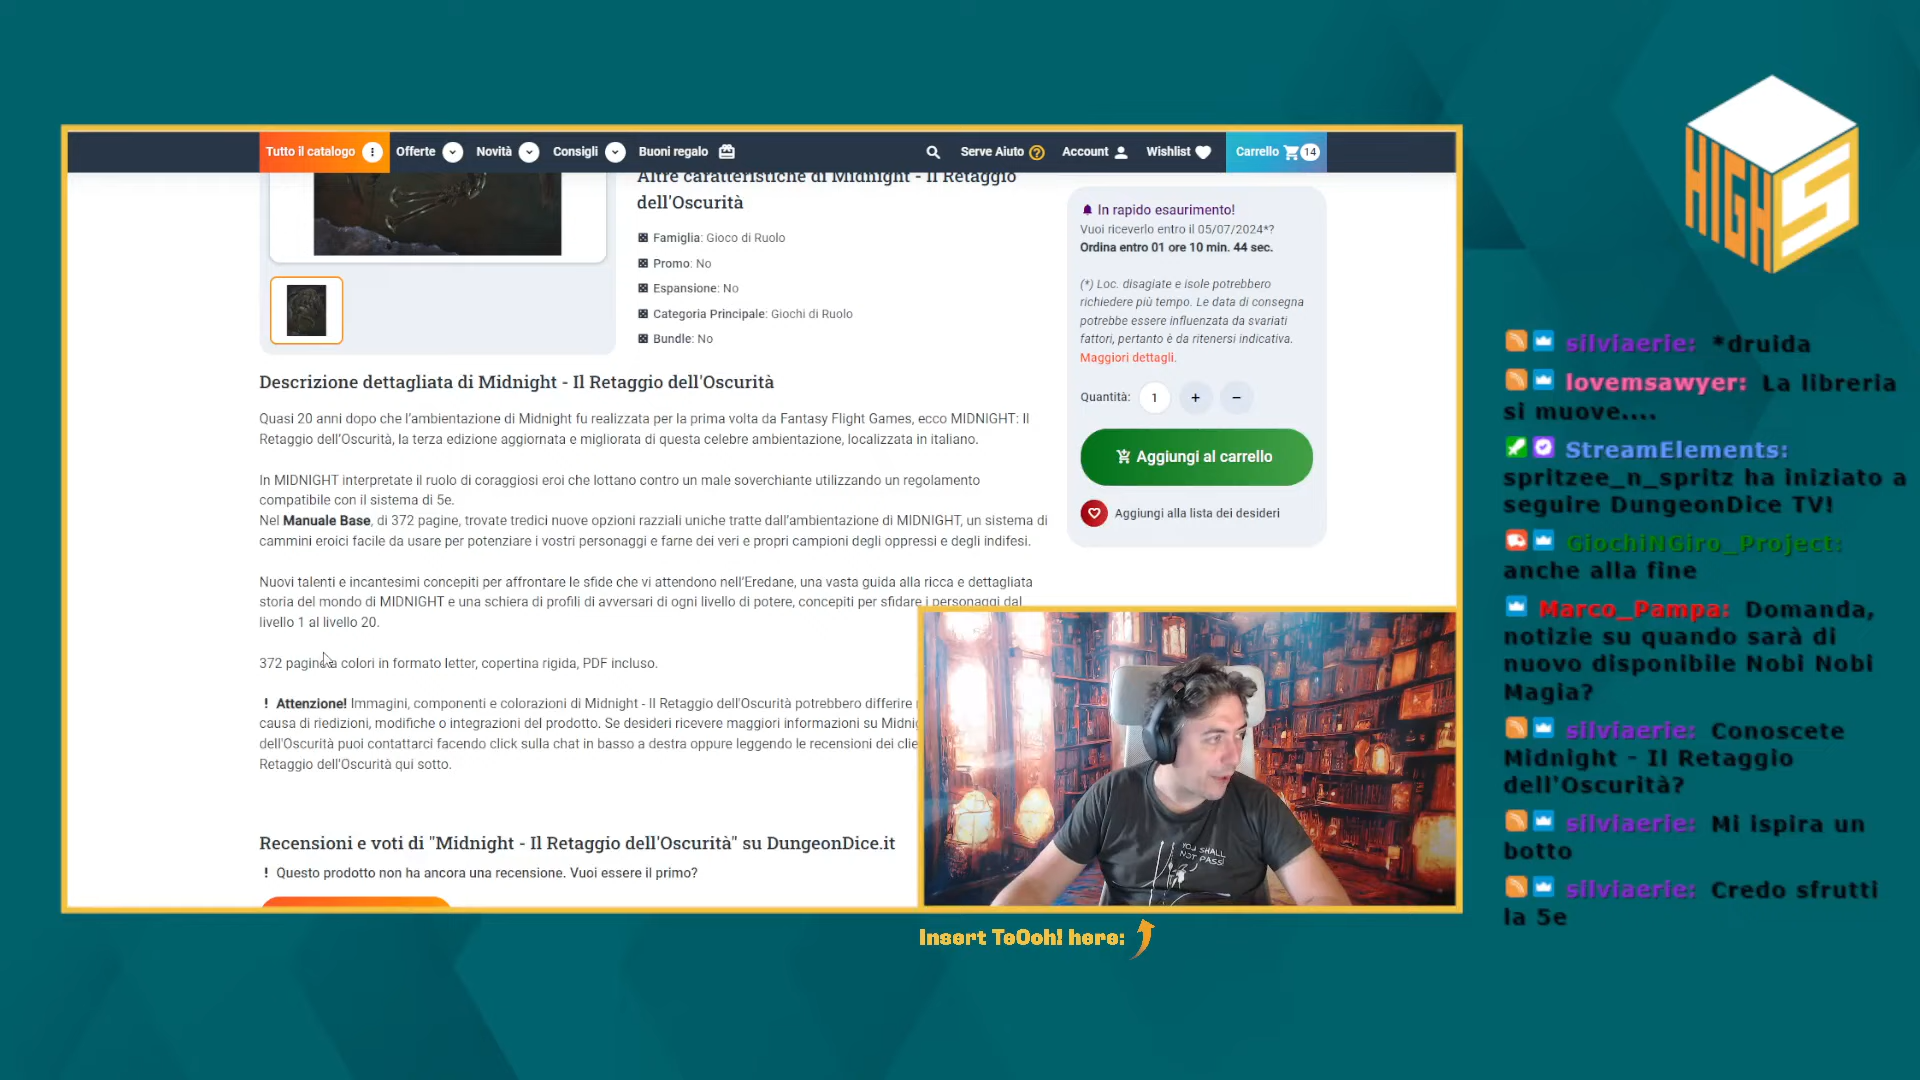 Tutto il catalogo
Offerte
Novità
Consigli
Buoni regalo
Serve Aiuto
Account
Wishlist
Carrello 14
Altre caratteristiche di Midnight - Il Retaggio
dell'Oscurità
Famiglia: Gioco di Ruolo
Promo: No
Espansione: No
Categoria Principale: Giochi di Ruolo
Bundle: No
In rapido esaurimento!
Vuoi riceverlo entro il 05/07/2024*?
Ordina entro 01 ore 10 min. 44 sec.
(*) Loc. disagiate e isole potrebbero
richiedere più tempo. Le data di consegna
potrebbe essere influenzata da svariati
fattori, pertanto è da ritenersi indicativa.
Maggiori dettagli.
Quantità: 1 + −
Aggiungi al carrello
Aggiungi alla lista dei desideri
Descrizione dettagliata di Midnight - Il Retaggio dell'Oscurità
Quasi 20 anni dopo che l'ambientazione di Midnight fu realizzata per la prima volta da Fantasy Flight Games, ecco MIDNIGHT: Il
Retaggio dell'Oscurità, la terza edizione aggiornata e migliorata di questa celebre ambientazione, localizzata in italiano.
In MIDNIGHT interpretate il ruolo di coraggiosi eroi che lottano contro un male soverchiante utilizzando un regolamento
compatibile con il sistema di 5e.
Nel Manuale Base, di 372 pagine, trovate tredici nuove opzioni razziali uniche tratte dall'ambientazione di MIDNIGHT, un sistema di
cammini eroici facile da usare per potenziare i vostri personaggi e farne dei veri e propri campioni degli oppressi e degli indifesi.
Nuovi talenti e incantesimi concepiti per affrontare le sfide che vi attendono nell'Eredane, una vasta guida alla ricca e dettagliata
storia del mondo di MIDNIGHT e una schiera di profili di avversari di ogni livello di potere, concepiti per sfidare i personaggi dal
livello 1 al livello 20.
372 pagine a colori in formato letter, copertina rigida, PDF incluso.
! Attenzione! Immagini, componenti e colorazioni di Midnight - Il Retaggio dell'Oscurità potrebbero differire
causa di riedizioni, modifiche o integrazioni del prodotto. Se desideri ricevere maggiori informazioni su
dell'Oscurità puoi contattarci facendo click sulla chat in basso a destra oppure leggendo le recensioni dei
Retaggio dell'Oscurità qui sotto.
Recensioni e voti di "Midnight - Il Retaggio dell'Oscurità" su DungeonDice.it
! Questo prodotto non ha ancora una recensione. Vuoi essere il primo?
YOU SHALL
NOT PASS!
Insert TeOoh! here:
HIGH5
silviaerie: *druida
lovemsawyer: La libreria
si muove....
StreamElements:
spritzee_n_spritz ha iniziato a
seguire DungeonDice TV!
GiochiNGiro_Project:
anche alla fine
Marco_Pampa: Domanda,
notizie su quando sarà di
nuovo disponibile Nobi Nobi
Magia?
silviaerie: Conoscete
Midnight - Il Retaggio
dell'Oscurità?
silviaerie: Mi ispira un
botto
silviaerie: Credo sfrutti
la 5e